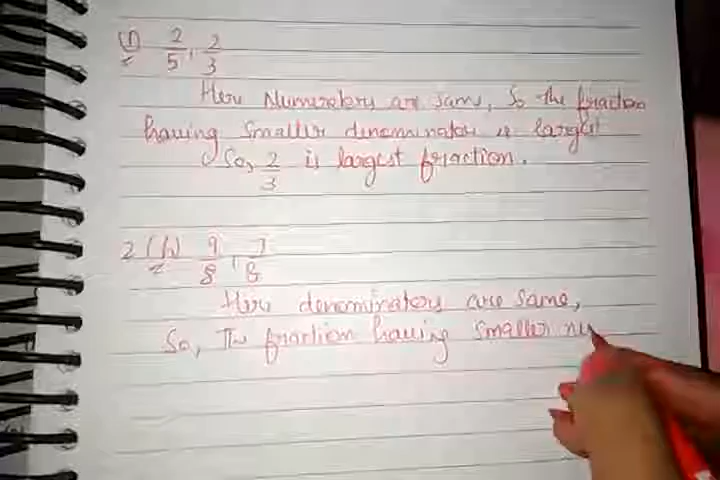 (f) 2/5, 2/3
Here Numerators are same, So the fraction
having smaller denominator is largest
So, 2/3 is largest fraction.
2 (h) 9/8, 7/8
Here denominators are same,
So, The fraction having smaller nu